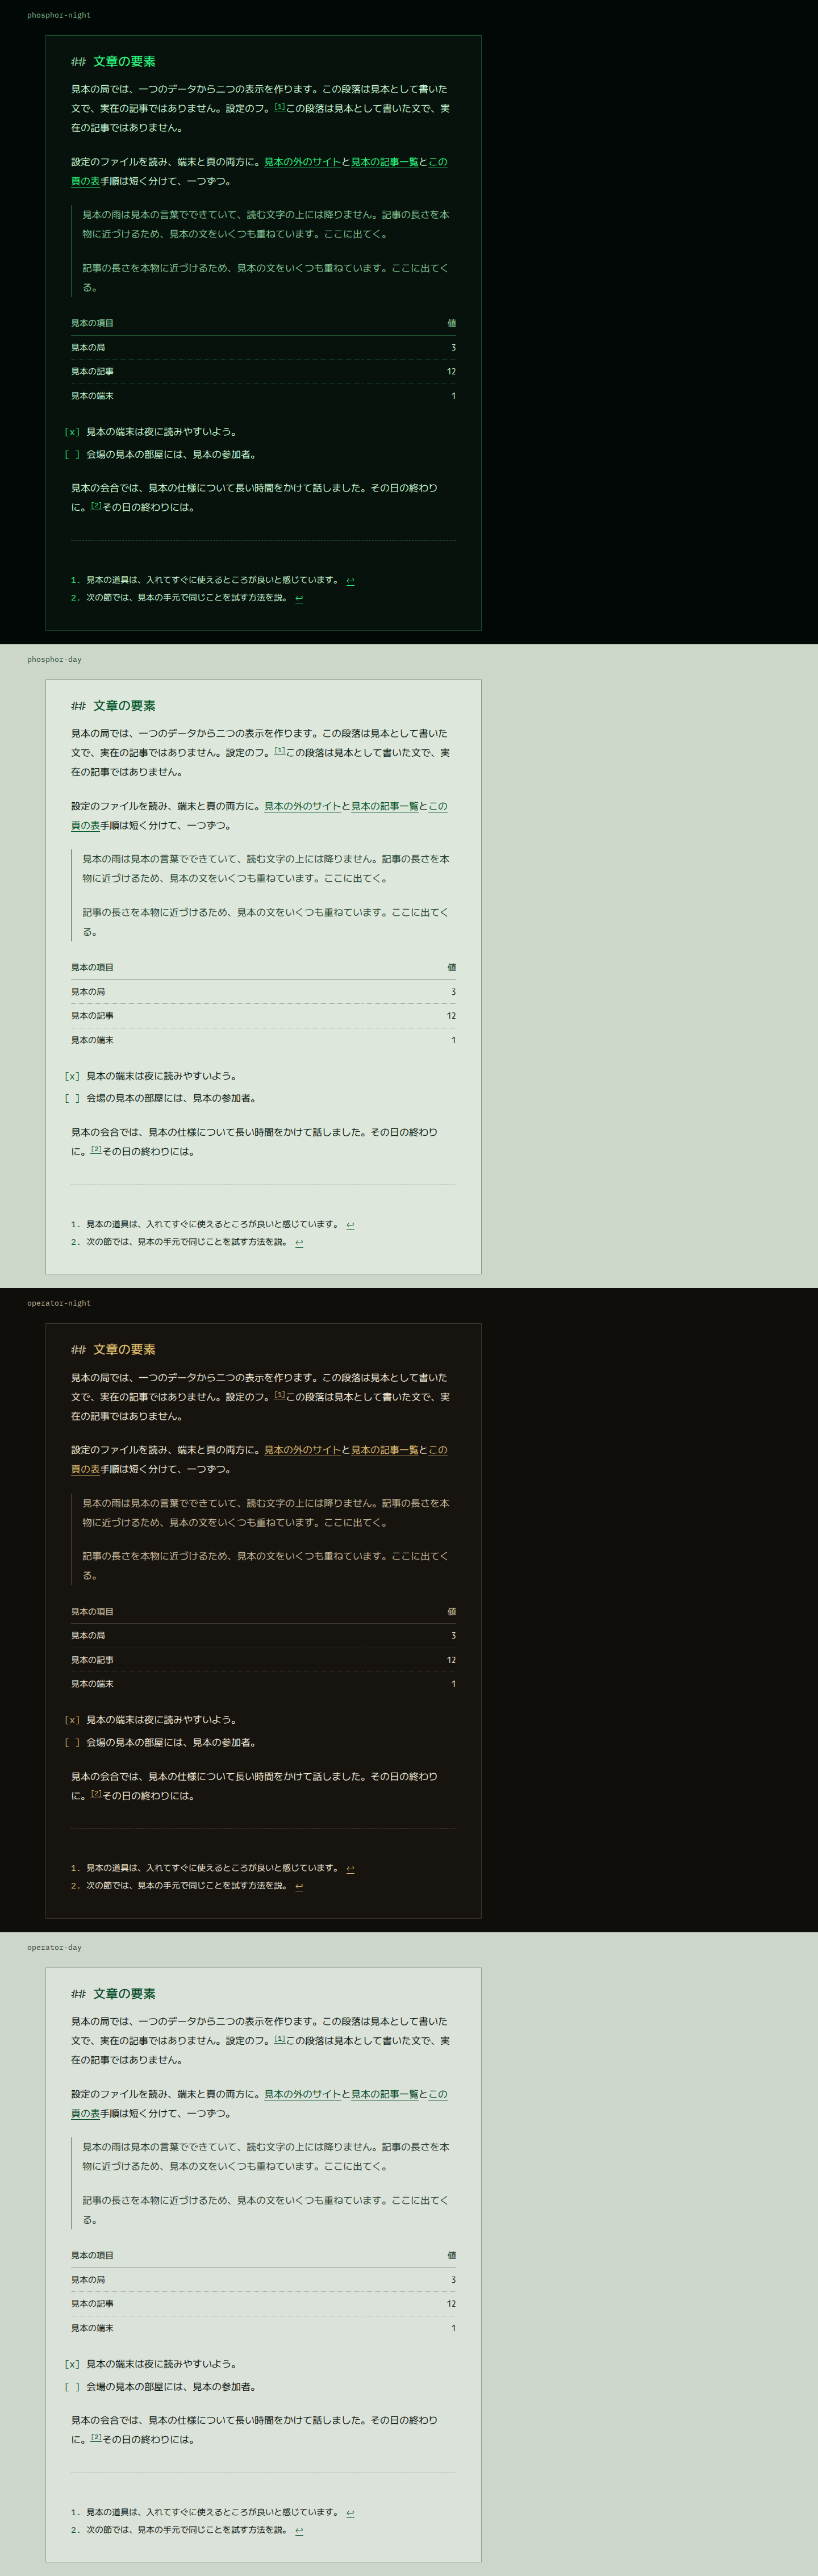 phosphor-night
## 文章の要素
見本の局では、一つのデータから二つの表示を作ります。この段落は見本として書いた
文で、実在の記事ではありません。設定のフ。[1]この段落は見本として書いた文で、実
在の記事ではありません。
設定のファイルを読み、端末と頁の両方に。見本の外のサイトと見本の記事一覧とこの
頁の表手順は短く分けて、一つずつ。
見本の雨は見本の言葉でできていて、読む文字の上には降りません。記事の長さを本
物に近づけるため、見本の文をいくつも重ねています。ここに出てく。
記事の長さを本物に近づけるため、見本の文をいくつも重ねています。ここに出てく
る。
見本の項目 値
見本の局 3
見本の記事 12
見本の端末 1
[x] 見本の端末は夜に読みやすいよう。
[ ] 会場の見本の部屋には、見本の参加者。
見本の会合では、見本の仕様について長い時間をかけて話しました。その日の終わり
に。[2]その日の終わりには。
1. 見本の道具は、入れてすぐに使えるところが良いと感じています。 ↩
2. 次の節では、見本の手元で同じことを試す方法を説。 ↩
phosphor-day
## 文章の要素
見本の局では、一つのデータから二つの表示を作ります。この段落は見本として書いた
文で、実在の記事ではありません。設定のフ。[1]この段落は見本として書いた文で、実
在の記事ではありません。
設定のファイルを読み、端末と頁の両方に。見本の外のサイトと見本の記事一覧とこの
頁の表手順は短く分けて、一つずつ。
見本の雨は見本の言葉でできていて、読む文字の上には降りません。記事の長さを本
物に近づけるため、見本の文をいくつも重ねています。ここに出てく。
記事の長さを本物に近づけるため、見本の文をいくつも重ねています。ここに出てく
る。
見本の項目 値
見本の局 3
見本の記事 12
見本の端末 1
[x] 見本の端末は夜に読みやすいよう。
[ ] 会場の見本の部屋には、見本の参加者。
見本の会合では、見本の仕様について長い時間をかけて話しました。その日の終わり
に。[2]その日の終わりには。
1. 見本の道具は、入れてすぐに使えるところが良いと感じています。 ↩
2. 次の節では、見本の手元で同じことを試す方法を説。 ↩
operator-night
## 文章の要素
見本の局では、一つのデータから二つの表示を作ります。この段落は見本として書いた
文で、実在の記事ではありません。設定のフ。[1]この段落は見本として書いた文で、実
在の記事ではありません。
設定のファイルを読み、端末と頁の両方に。見本の外のサイトと見本の記事一覧とこの
頁の表手順は短く分けて、一つずつ。
見本の雨は見本の言葉でできていて、読む文字の上には降りません。記事の長さを本
物に近づけるため、見本の文をいくつも重ねています。ここに出てく。
記事の長さを本物に近づけるため、見本の文をいくつも重ねています。ここに出てく
る。
見本の項目 値
見本の局 3
見本の記事 12
見本の端末 1
[x] 見本の端末は夜に読みやすいよう。
[ ] 会場の見本の部屋には、見本の参加者。
見本の会合では、見本の仕様について長い時間をかけて話しました。その日の終わり
に。[2]その日の終わりには。
1. 見本の道具は、入れてすぐに使えるところが良いと感じています。 ↩
2. 次の節では、見本の手元で同じことを試す方法を説。 ↩
operator-day
## 文章の要素
見本の局では、一つのデータから二つの表示を作ります。この段落は見本として書いた
文で、実在の記事ではありません。設定のフ。[1]この段落は見本として書いた文で、実
在の記事ではありません。
設定のファイルを読み、端末と頁の両方に。見本の外のサイトと見本の記事一覧とこの
頁の表手順は短く分けて、一つずつ。
見本の雨は見本の言葉でできていて、読む文字の上には降りません。記事の長さを本
物に近づけるため、見本の文をいくつも重ねています。ここに出てく。
記事の長さを本物に近づけるため、見本の文をいくつも重ねています。ここに出てく
る。
見本の項目 値
見本の局 3
見本の記事 12
見本の端末 1
[x] 見本の端末は夜に読みやすいよう。
[ ] 会場の見本の部屋には、見本の参加者。
見本の会合では、見本の仕様について長い時間をかけて話しました。その日の終わり
に。[2]その日の終わりには。
1. 見本の道具は、入れてすぐに使えるところが良いと感じています。 ↩
2. 次の節では、見本の手元で同じことを試す方法を説。 ↩